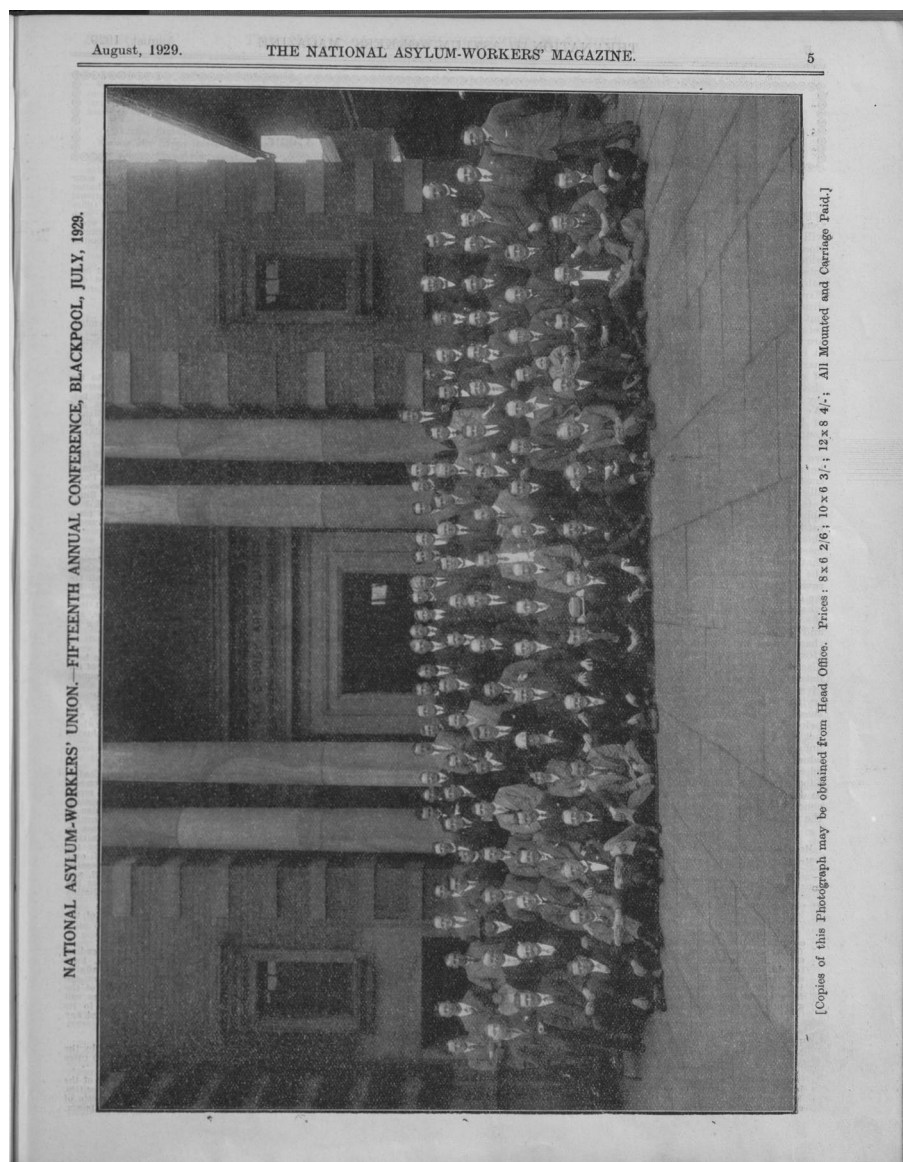 August, 1929.
THE NATIONAL ASYLUM-WORKERS' MAGAZINE.
5
NATIONAL ASYLUM-WORKERS' UNION.—FIFTEENTH ANNUAL CONFERENCE, BLACKPOOL, JULY, 1929.
[Copies of this Photograph may be obtained from Head Office. Prices: 8 x 6 2/6; 10 x 6 3/-; 12 x 8 4/-; All Mounted and Carriage Paid.]